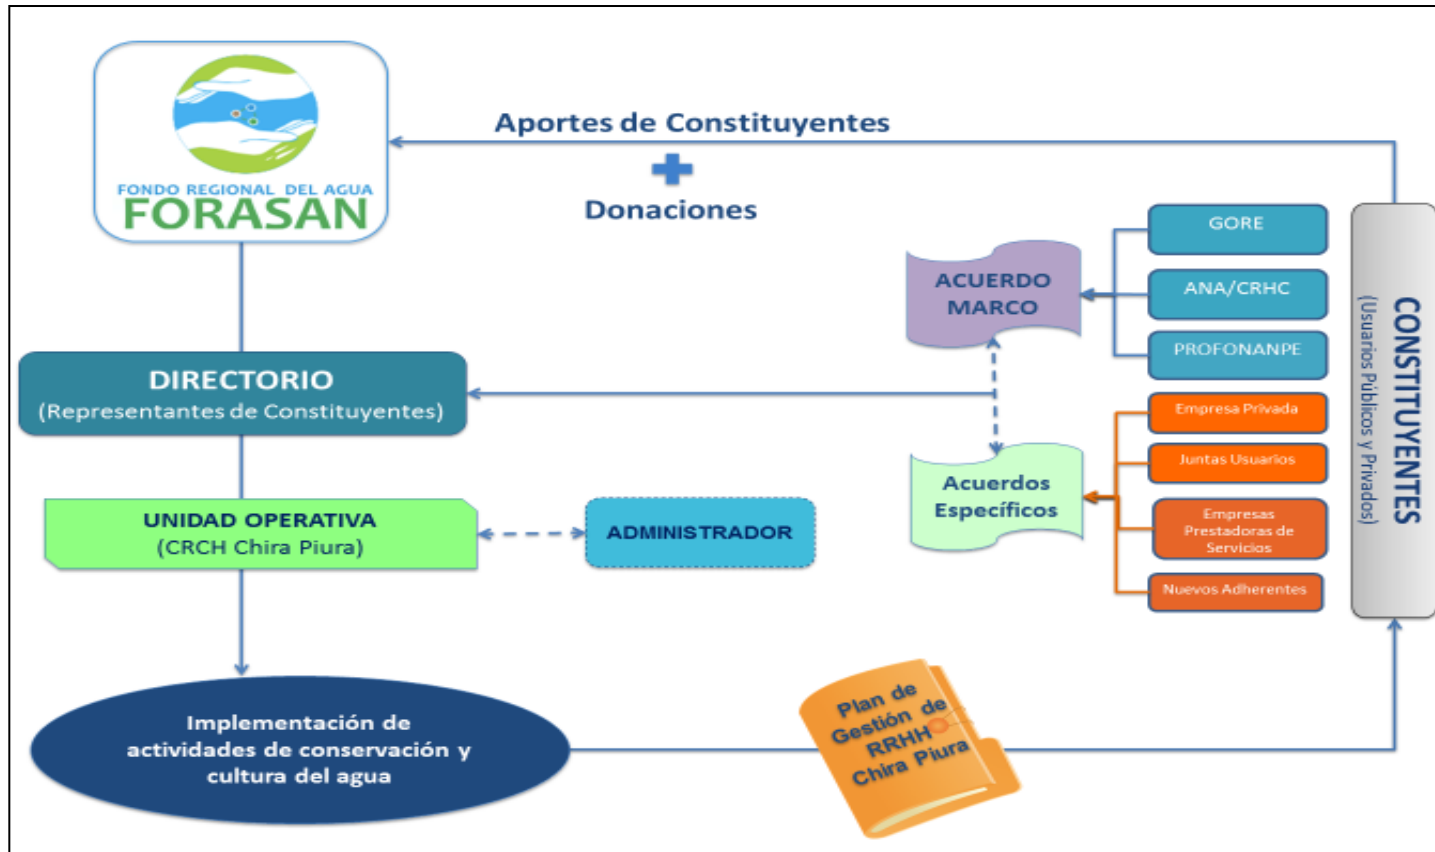 FONDO REGIONAL DEL AGUA
FORASAN
Aportes de Constituyentes
Donaciones
GORE
ANA/CRHC
PROFONANPE
ACUERDO
MARCO
CONSTITUYENTES
(Usuarios Públicos y Privados)
DIRECTORIO
(Representantes de Constituyentes)
Empresa Privada
Juntas Usuarios
Empresas
Prestadoras de
Servicios
Nuevos Adherentes
Acuerdos
Específicos
UNIDAD OPERATIVA
(CRCH Chira Piura)
ADMINISTRADOR
Implementación de
actividades de conservación y
cultura del agua
Plan de
Gestión de
RRHH
Chira Piura